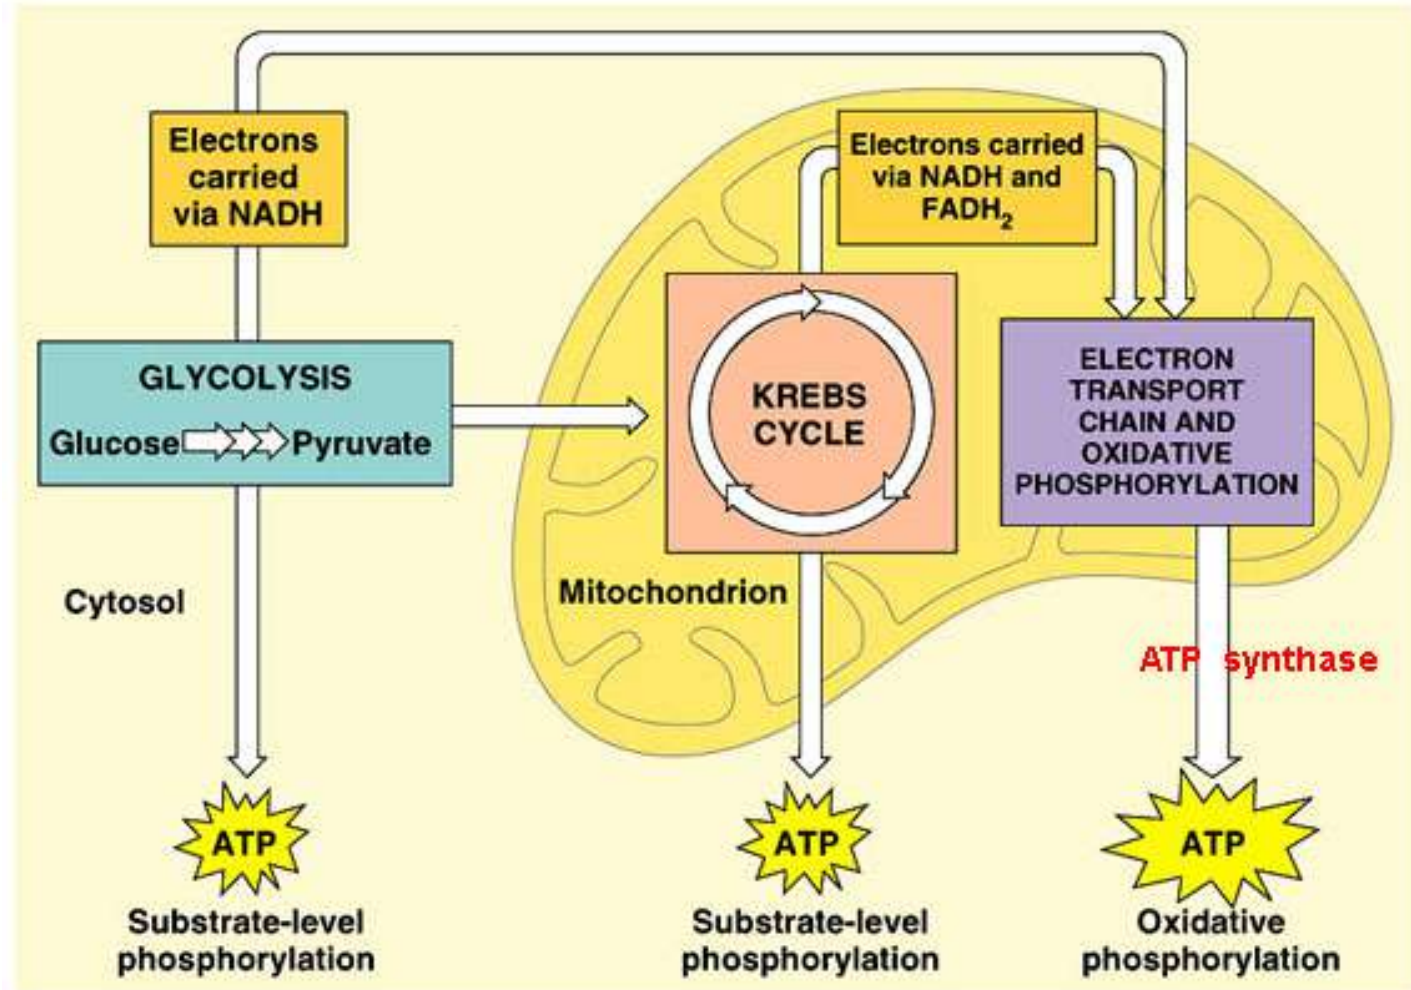 Electrons
carried
via NADH
Electrons carried
via NADH and
FADH₂
GLYCOLYSIS
Glucose Pyruvate
KREBS
CYCLE
ELECTRON
TRANSPORT
CHAIN AND
OXIDATIVE
PHOSPHORYLATION
Cytosol
Mitochondrion
ATP synthase
ATP
ATP
ATP
Substrate-level
phosphorylation
Substrate-level
phosphorylation
Oxidative
phosphorylation